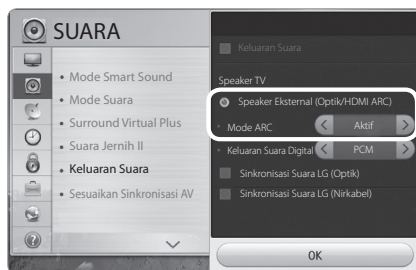 SUARA
Mode Smart Sound
Mode Suara
Surround Virtual Plus
Suara Jernih II
Keluaran Suara
Sesuaikan Sinkronisasi AV
Keluaran Suara
Speaker TV
Speaker Eksternal (Optik/HDMI ARC)
Mode ARC < Aktif >
Keluaran Suara Digital < PCM >
Sinkronisasi Suara LG (Optik)
Sinkronisasi Suara LG (Nirkabel)
OK